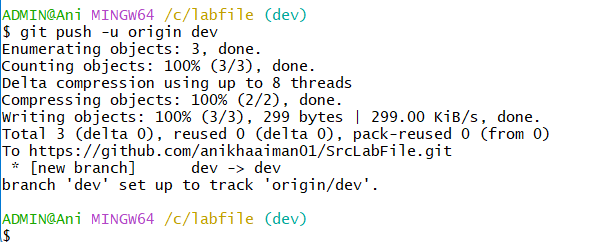 ADMIN@Ani MINGW64 /c/labfile (dev)
$ git push -u origin dev
Enumerating objects: 3, done.
Counting objects: 100% (3/3), done.
Delta compression using up to 8 threads
Compressing objects: 100% (2/2), done.
Writing objects: 100% (3/3), 299 bytes | 299.00 KiB/s, done.
Total 3 (delta 0), reused 0 (delta 0), pack-reused 0 (from 0)
To https://github.com/anikhaaiman01/SrcLabFile.git
 * [new branch]      dev -> dev
branch 'dev' set up to track 'origin/dev'.
ADMIN@Ani MINGW64 /c/labfile (dev)
$